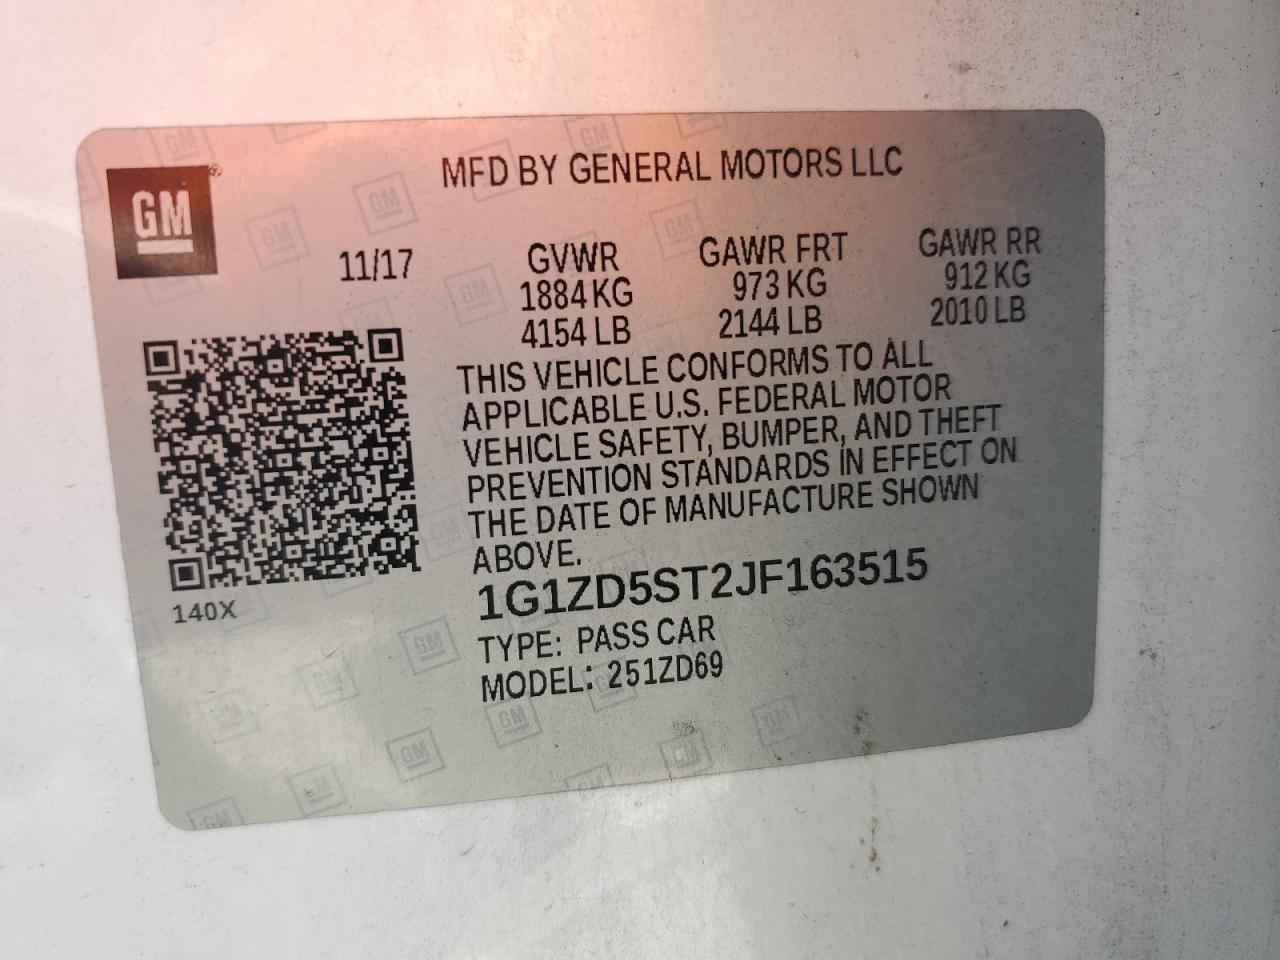 GM
MFD BY GENERAL MOTORS LLC
11/17
GVWR GAWR FRT GAWR RR
1884 KG 973 KG 912 KG
4154 LB 2144 LB 2010 LB
THIS VEHICLE CONFORMS TO ALL
APPLICABLE U.S. FEDERAL MOTOR
VEHICLE SAFETY, BUMPER, AND THEFT
PREVENTION STANDARDS IN EFFECT ON
THE DATE OF MANUFACTURE SHOWN
ABOVE.
140X
1G1ZD5ST2JF163515
TYPE: PASS CAR
MODEL: 251ZD69